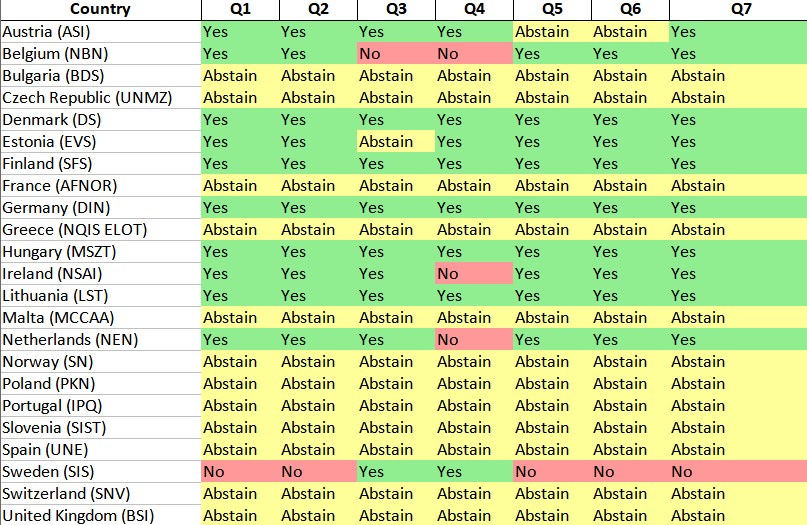 Country Q1 Q2 Q3 Q4 Q5 Q6 Q7
Austria (ASI) Yes Yes Yes Yes Abstain Abstain Yes
Belgium (NBN) Yes Yes No No Yes Yes Yes
Bulgaria (BDS) Abstain Abstain Abstain Abstain Abstain Abstain Abstain
Czech Republic (UNMZ) Abstain Abstain Abstain Abstain Abstain Abstain Abstain
Denmark (DS) Yes Yes Yes Yes Yes Yes Yes
Estonia (EVS) Yes Yes Abstain Yes Yes Yes Yes
Finland (SFS) Yes Yes Yes Yes Yes Yes Yes
France (AFNOR) Abstain Abstain Abstain Abstain Abstain Abstain Abstain
Germany (DIN) Yes Yes Yes Yes Yes Yes Yes
Greece (NQIS ELOT) Abstain Abstain Abstain Abstain Abstain Abstain Abstain
Hungary (MSZT) Yes Yes Yes Yes Yes Yes Yes
Ireland (NSAI) Yes Yes Yes No Yes Yes Yes
Lithuania (LST) Yes Yes Yes Yes Yes Yes Yes
Malta (MCCAA) Abstain Abstain Abstain Abstain Abstain Abstain Abstain
Netherlands (NEN) Yes Yes Yes No Yes Yes Yes
Norway (SN) Abstain Abstain Abstain Abstain Abstain Abstain Abstain
Poland (PKN) Abstain Abstain Abstain Abstain Abstain Abstain Abstain
Portugal (IPQ) Abstain Abstain Abstain Abstain Abstain Abstain Abstain
Slovenia (SIST) Abstain Abstain Abstain Abstain Abstain Abstain Abstain
Spain (UNE) Abstain Abstain Abstain Abstain Abstain Abstain Abstain
Sweden (SIS) No No Yes Yes No No No
Switzerland (SNV) Abstain Abstain Abstain Abstain Abstain Abstain Abstain
United Kingdom (BSI) Abstain Abstain Abstain Abstain Abstain Abstain Abstain